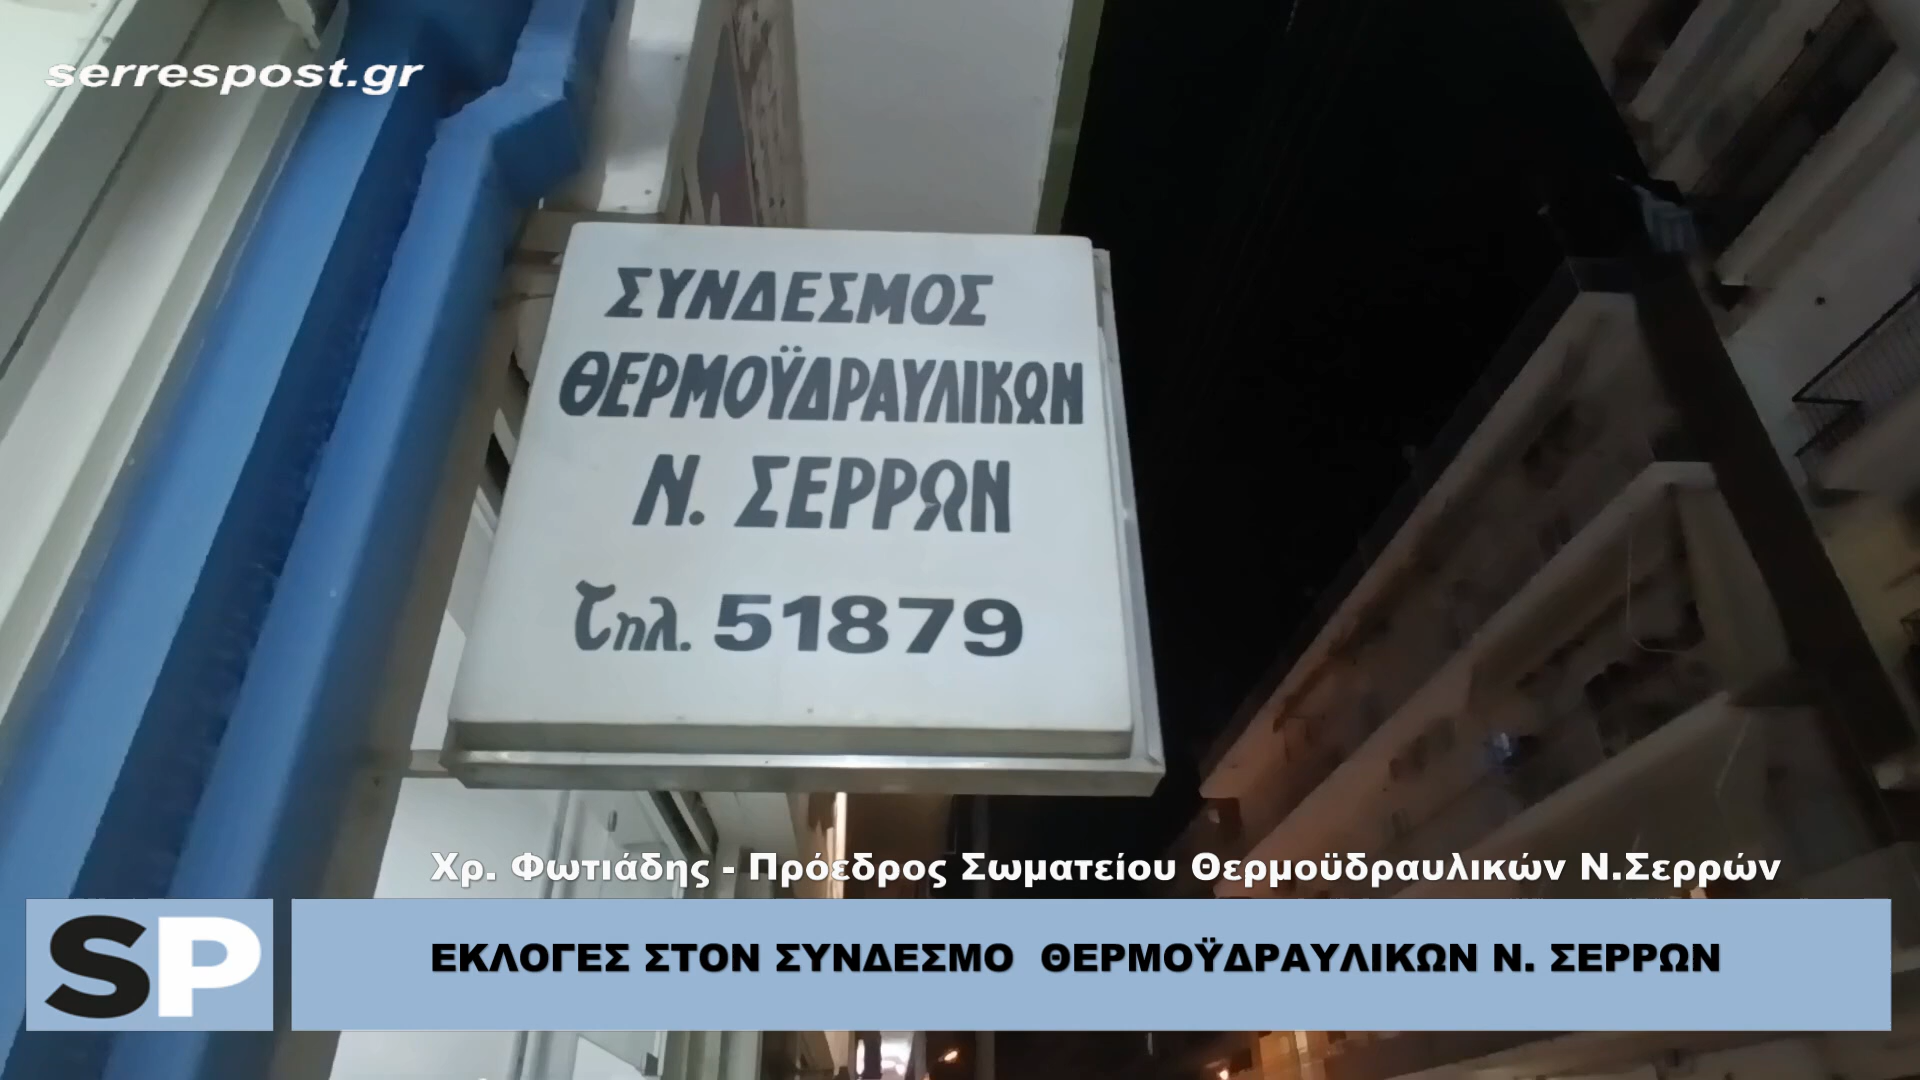 serrespost.gr
ΣΥΝΔΕΣΜΟΣ
ΘΕΡΜΟΫΔΡΑΥΛΙΚΩΝ
Ν. ΣΕΡΡΩΝ
Τηλ. 51879
Χρ. Φωτιάδης - Πρόεδρος Σωματείου Θερμοϋδραυλικών Ν.Σερρών
SP
ΕΚΛΟΓΕΣ ΣΤΟΝ ΣΥΝΔΕΣΜΟ ΘΕΡΜΟΫΔΡΑΥΛΙΚΩΝ Ν. ΣΕΡΡΩΝ